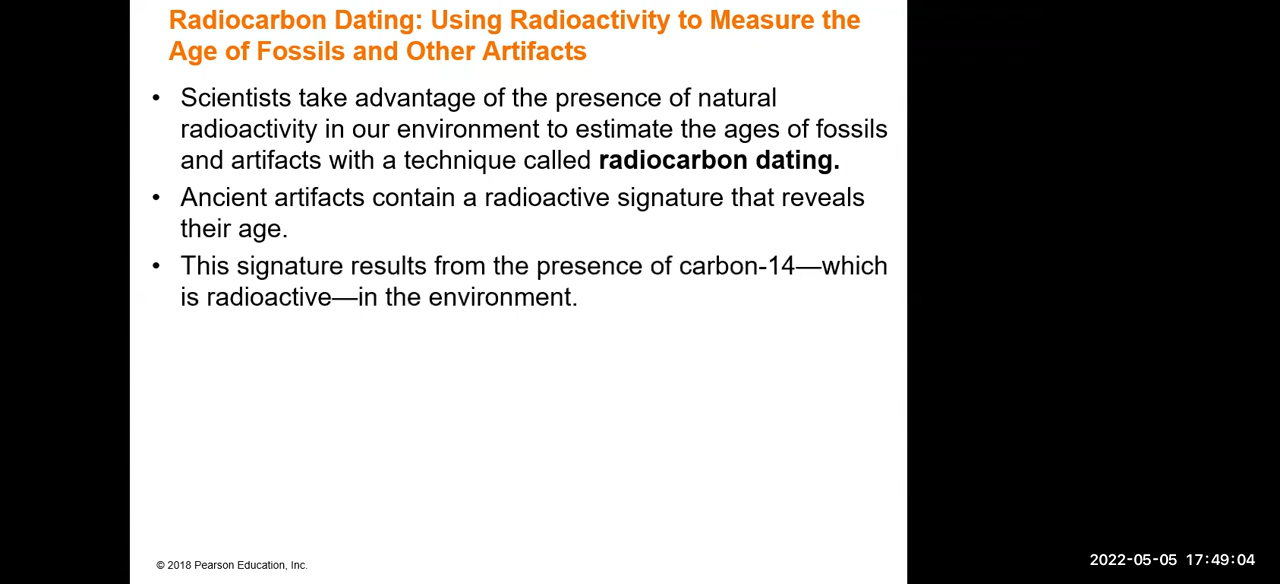 Radiocarbon Dating: Using Radioactivity to Measure the
Age of Fossils and Other Artifacts
• Scientists take advantage of the presence of natural
radioactivity in our environment to estimate the ages of fossils
and artifacts with a technique called radiocarbon dating.
• Ancient artifacts contain a radioactive signature that reveals
their age.
• This signature results from the presence of carbon-14—which
is radioactive—in the environment.
© 2018 Pearson Education, Inc.
2022-05-05 17:49:04